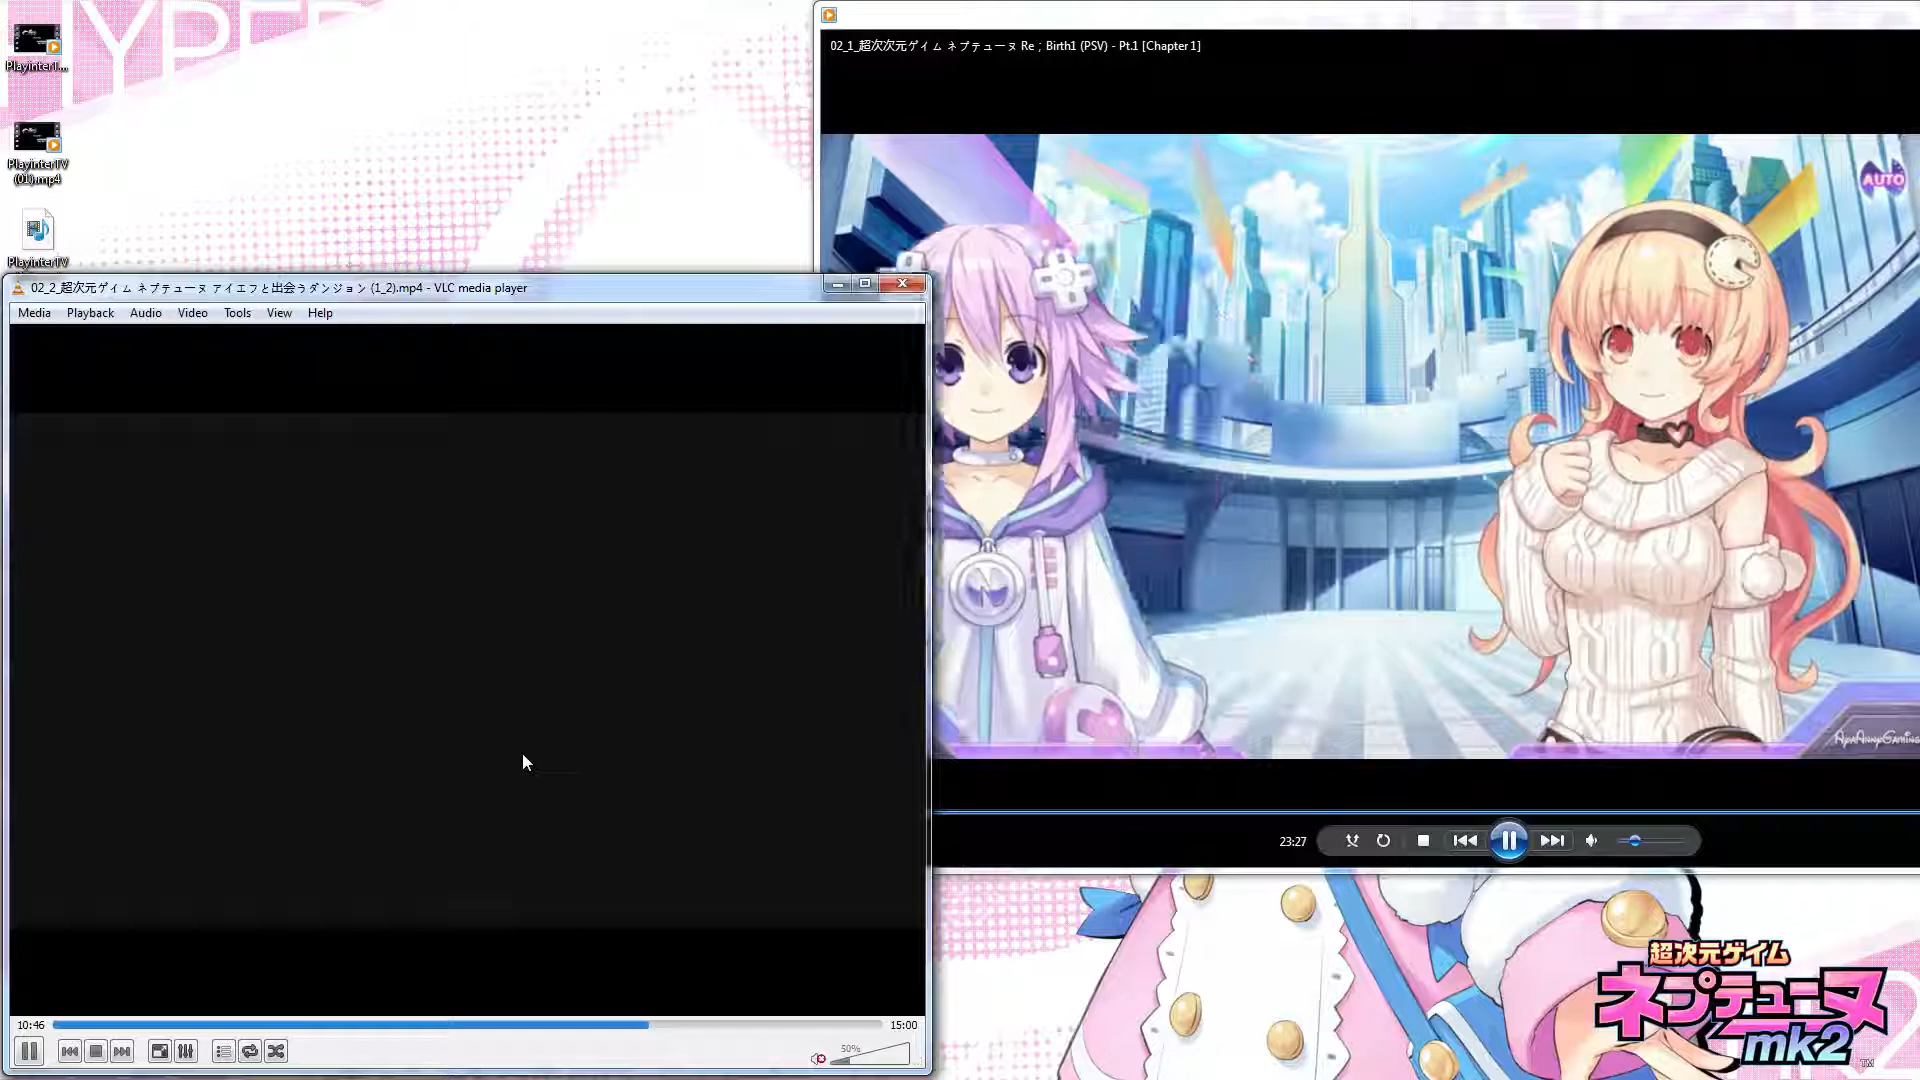 HYPER
PlayinterT...
PlayinterTV
(01).mp4
PlayinterTV
02_1_超次次元ゲイム ネプテューヌ Re ; Birth1 (PSV) - Pt.1 [Chapter 1]
AUTO
02_2_超次元ゲイム ネプテューヌ アイエフと出会うダンジョン (1_2).mp4 - VLC media player
Media Playback Audio Video Tools View Help
N
AyaAnnyGaming
23:27
10:46
15:00
50%
超次元ゲイム
ネプテューヌ
mk2
TM